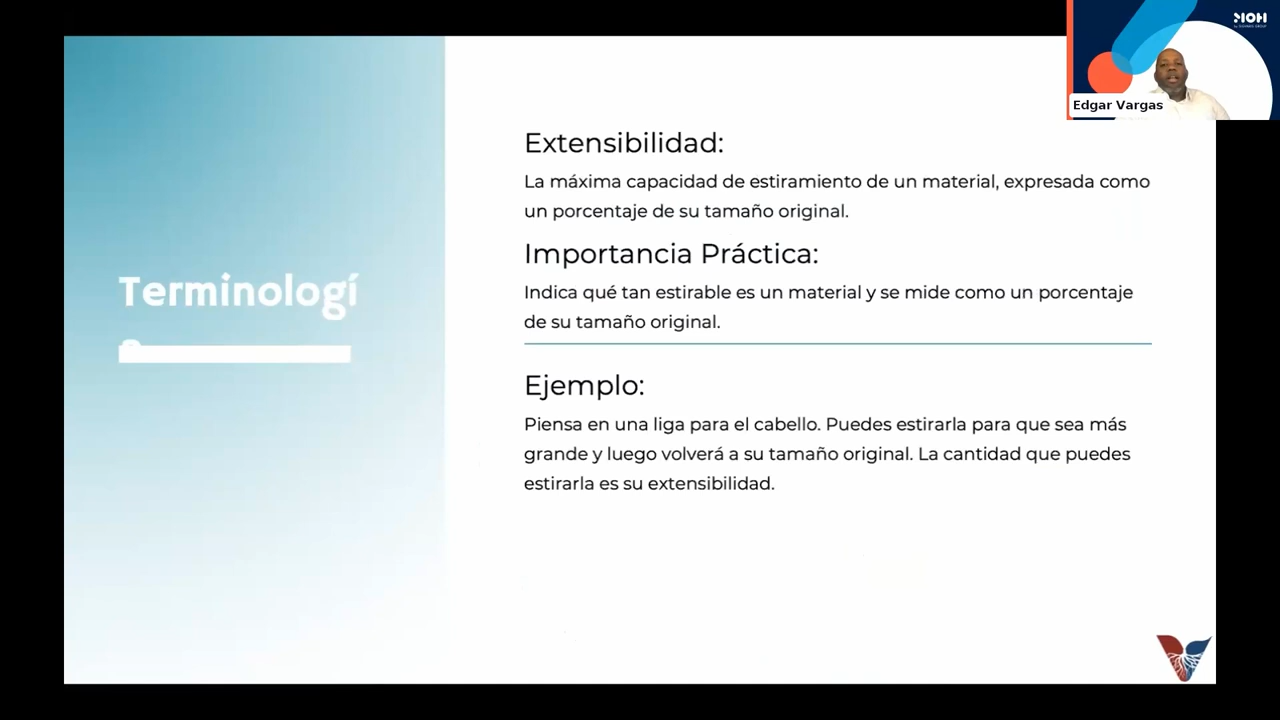 MOH
Edgar Vargas
Terminologí
Extensibilidad:
La máxima capacidad de estiramiento de un material, expresada como
un porcentaje de su tamaño original.
Importancia Práctica:
Indica qué tan estirable es un material y se mide como un porcentaje
de su tamaño original.
Ejemplo:
Piensa en una liga para el cabello. Puedes estirarla para que sea más
grande y luego volverá a su tamaño original. La cantidad que puedes
estirarla es su extensibilidad.